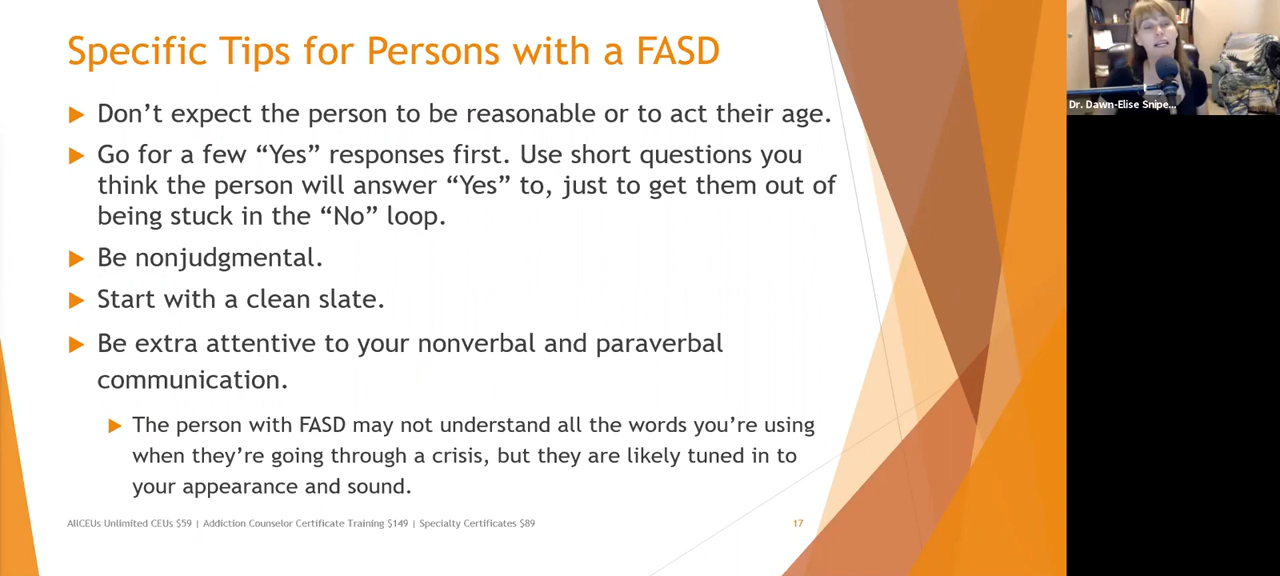 Specific Tips for Persons with a FASD
Don’t expect the person to be reasonable or to act their age.
Go for a few “Yes” responses first. Use short questions you
think the person will answer “Yes” to, just to get them out of
being stuck in the “No” loop.
Be nonjudgmental.
Start with a clean slate.
Be extra attentive to your nonverbal and paraverbal
communication.
The person with FASD may not understand all the words you’re using
when they’re going through a crisis, but they are likely tuned in to
your appearance and sound.
AllCEUs Unlimited CEUs $59 | Addiction Counselor Certificate Training $149 | Specialty Certificates $89
17
Dr. Dawn-Elise Snipe...